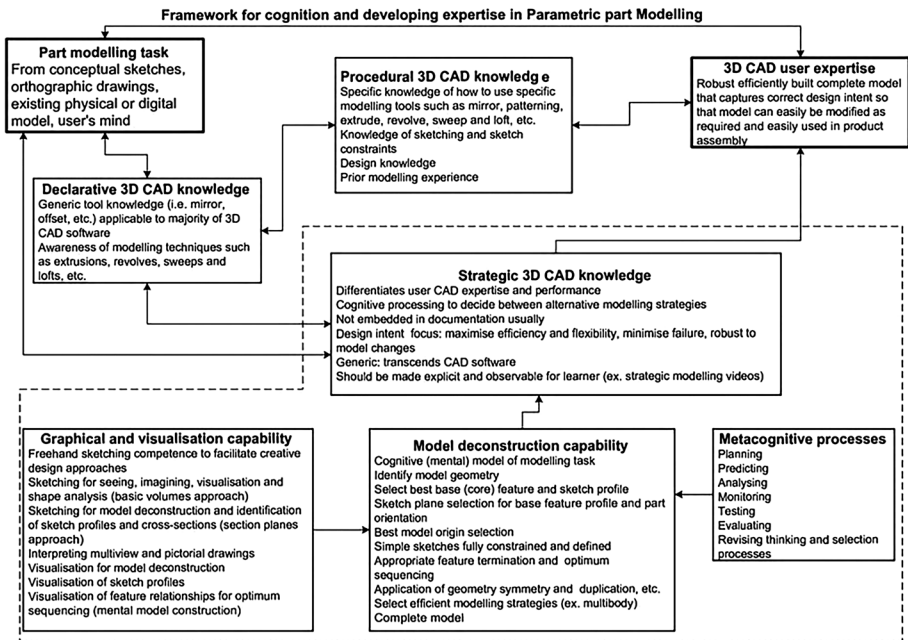 Framework for cognition and developing expertise in Parametric part Modelling
Part modelling task
From conceptual sketches,
orthographic drawings,
existing physical or digital
model, user's mind
Procedural 3D CAD knowledg e
Specific knowledge of how to use specific
modelling tools such as mirror, patterning,
extrude, revolve, sweep and loft, etc.
Knowledge of sketching and sketch
constraints
Design knowledge
Prior modelling experience
3D CAD user expertise
Robust efficiently built complete model
that captures correct design intent so
that model can easily be modified as
required and easily used in product
assembly
Declarative 3D CAD knowledge
Generic tool knowledge (i.e. mirror,
offset, etc.) applicable to majority of 3D
CAD software
Awareness of modelling techniques such
as extrusions, revolves, sweeps and
lofts, etc.
Strategic 3D CAD knowledge
Differentiates user CAD expertise and performance
Cognitive processing to decide between alternative modelling strategies
Not embedded in documentation usually
Design intent focus: maximise efficiency and flexibility, minimise failure, robust to
model changes
Generic: transcends CAD software
Should be made explicit and observable for learner (ex. strategic modelling videos)
Graphical and visualisation capability
Freehand sketching competence to facilitate creative
design approaches
Sketching for seeing, imagining, visualisation and
shape analysis (basic volumes approach)
Sketching for model deconstruction and identification
of sketch profiles and cross-sections (section planes
approach)
Interpreting multiview and pictorial drawings
Visualisation for model deconstruction
Visualisation of sketch profiles
Visualisation of feature relationships for optimum
sequencing (mental model construction)
Model deconstruction capability
Cognitive (mental) model of modelling task
Identify model geometry
Select best base (core) feature and sketch profile
Sketch plane selection for base feature profile and part
orientation
Best model origin selection
Simple sketches fully constrained and defined
Appropriate feature termination and optimum
sequencing
Application of geometry symmetry and duplication, etc.
Select efficient modelling strategies (ex. multibody)
Complete model
Metacognitive processes
Planning
Predicting
Analysing
Monitoring
Testing
Evaluating
Revising thinking and selection
processes